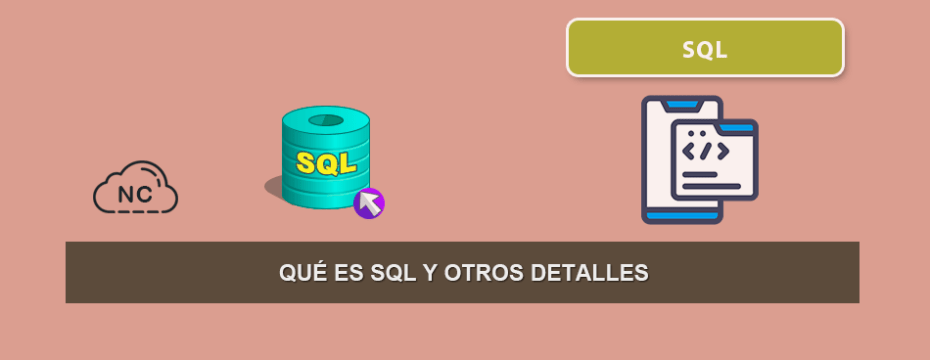 SQL
SQL
NC
</>
QUÉ ES SQL Y OTROS DETALLES